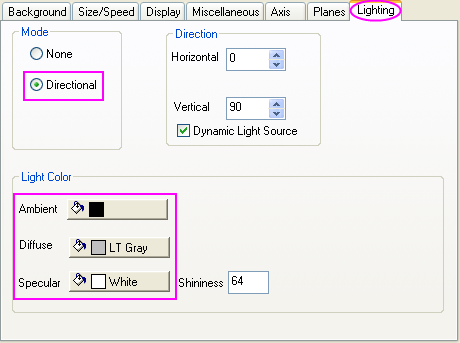 Background Size/Speed Display Miscellaneous Axis Planes Lighting
Mode
None
Directional
Direction
Horizontal 0
Vertical 90
Dynamic Light Source
Light Color
Ambient
Diffuse LT Gray
Specular White Shininess 64